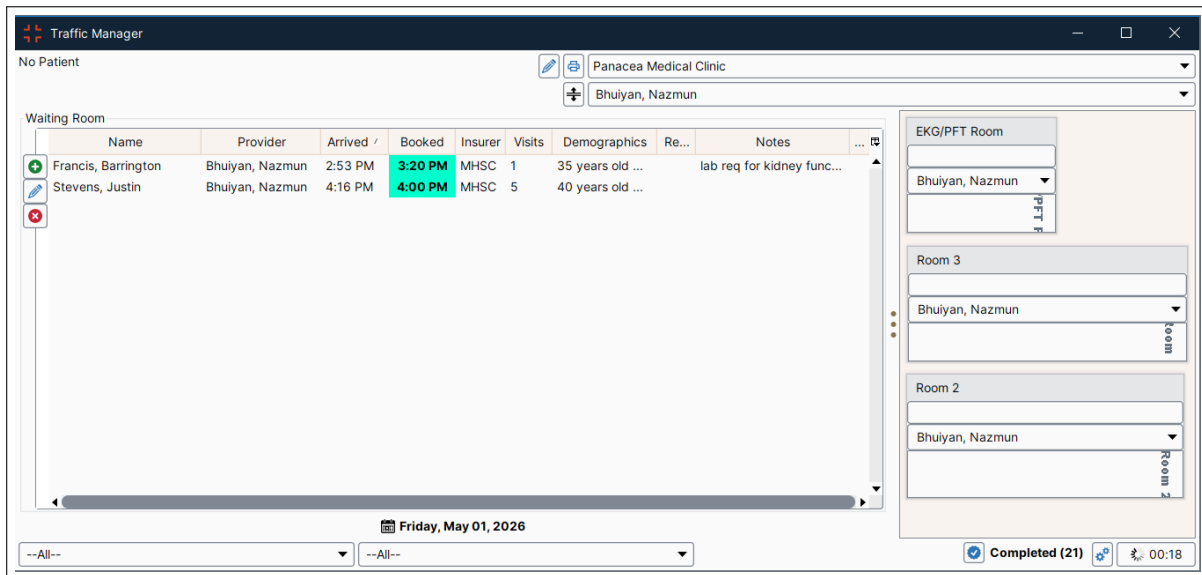 Traffic Manager
No Patient
Panacea Medical Clinic
Bhuiyan, Nazmun
Waiting Room
Name Provider Arrived / Booked Insurer Visits Demographics Re... Notes ...
Francis, Barrington Bhuiyan, Nazmun 2:53 PM 3:20 PM MHSC 1 35 years old ... lab req for kidney func...
Stevens, Justin Bhuiyan, Nazmun 4:16 PM 4:00 PM MHSC 5 40 years old ...
EKG/PFT Room
Bhuiyan, Nazmun
/PFT F
Room 3
Bhuiyan, Nazmun
Room
Room 2
Bhuiyan, Nazmun
Room 2
Friday, May 01, 2026
--All-- --All--
Completed (21) 00:18